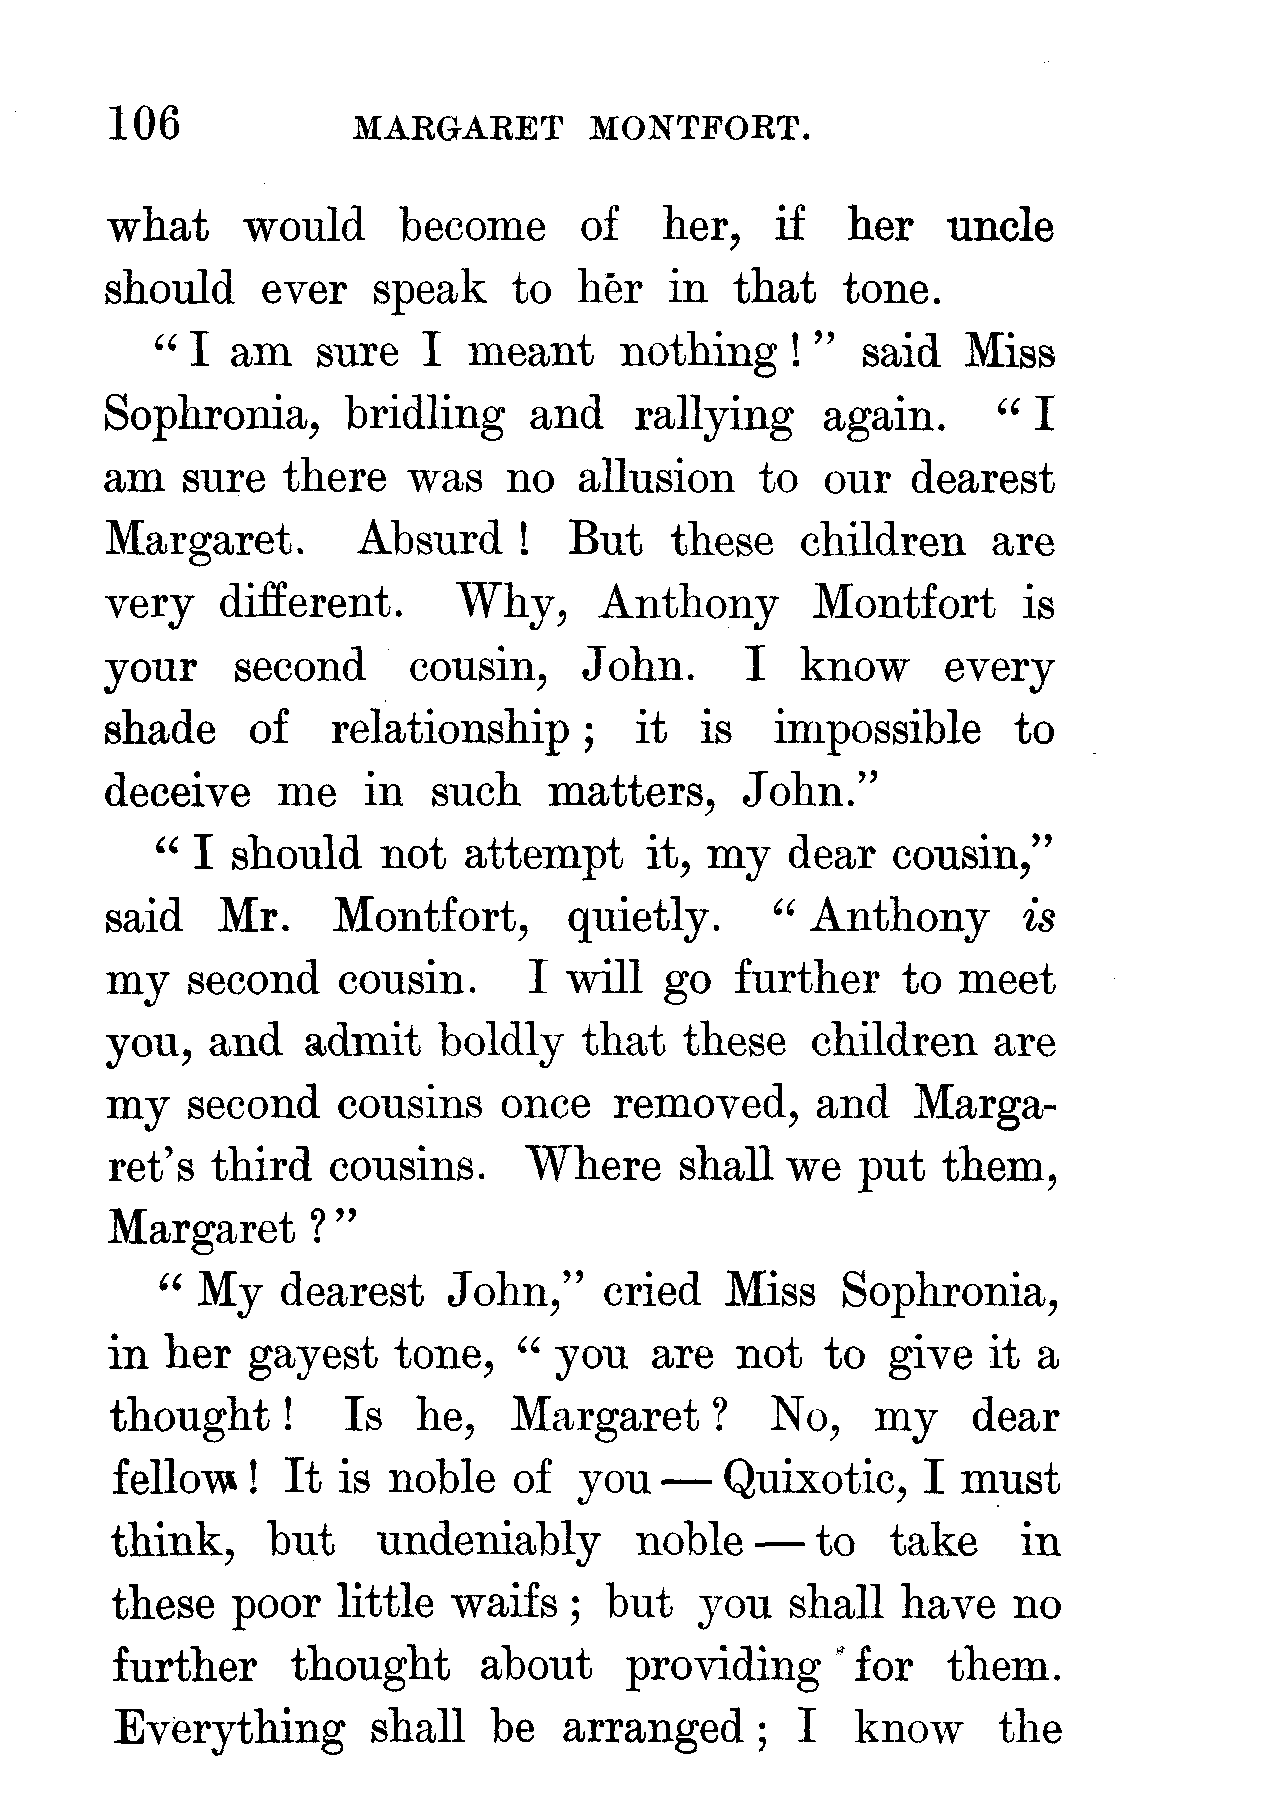 106 MARGARET MONTFORT.
what would become of her, if her uncle
should ever speak to her in that tone.
“ I am sure I meant nothing ! ” said Miss
Sophronia, bridling and rallying again. “ I
am sure there was no allusion to our dearest
Margaret. Absurd ! But these children are
very different. Why, Anthony Montfort is
your second cousin, John. I know every
shade of relationship ; it is impossible to
deceive me in such matters, John.”
“ I should not attempt it, my dear cousin,”
said Mr. Montfort, quietly. “ Anthony is
my second cousin. I will go further to meet
you, and admit boldly that these children are
my second cousins once removed, and Marga-
ret’s third cousins. Where shall we put them,
Margaret ? ”
“ My dearest John,” cried Miss Sophronia,
in her gayest tone, “ you are not to give it a
thought ! Is he, Margaret ? No, my dear
fellow ! It is noble of you — Quixotic, I must
think, but undeniably noble — to take in
these poor little waifs ; but you shall have no
further thought about providing for them.
Everything shall be arranged ; I know the